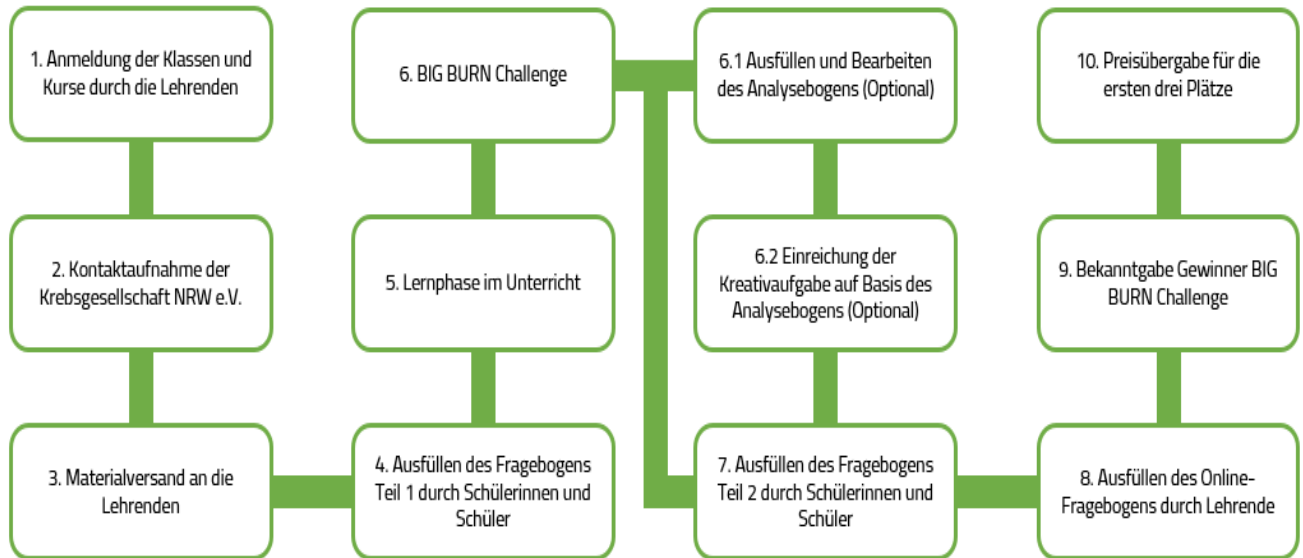 1. Anmeldung der Klassen und
Kurse durch die Lehrenden
2. Kontaktaufnahme der
Krebsgesellschaft NRW e.V.
3. Materialversand an die
Lehrenden
4. Ausfüllen des Fragebogens
Teil 1 durch Schülerinnen und
Schüler
5. Lernphase im Unterricht
6. BIG BURN Challenge
6.1 Ausfüllen und Bearbeiten
des Analysebogens (Optional)
6.2 Einreichung der
Kreativaufgabe auf Basis des
Analysebogens (Optional)
7. Ausfüllen des Fragebogens
Teil 2 durch Schülerinnen und
Schüler
8. Ausfüllen des Online-
Fragebogens durch Lehrende
9. Bekanntgabe Gewinner BIG
BURN Challenge
10. Preisübergabe für die
ersten drei Plätze